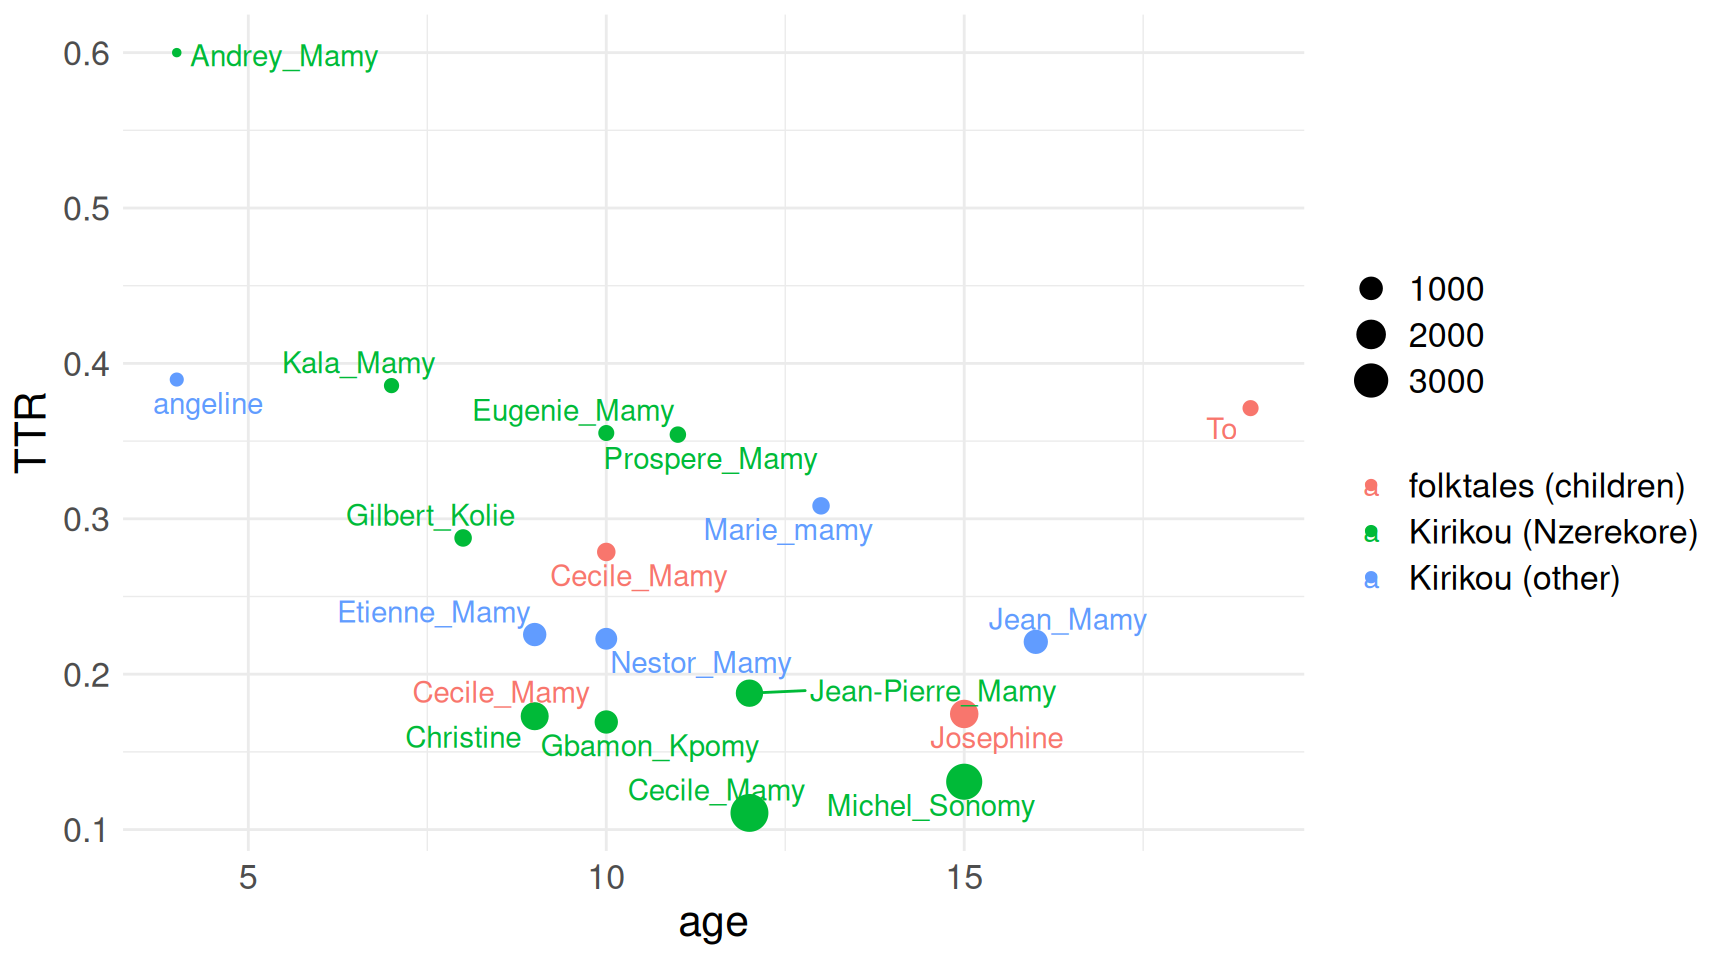 0.6
Andrey_Mamy
0.5
0.4
Kala_Mamy
angeline
Eugenie_Mamy
To
Prospere_Mamy
0.3
Gilbert_Kolie
Marie_mamy
Cecile_Mamy
Etienne_Mamy
Jean_Mamy
Nestor_Mamy
0.2
Cecile_Mamy
Jean-Pierre_Mamy
Christine
Gbamon_Kpomy
Josephine
Cecile_Mamy
Michel_Sonomy
0.1
5
10
15
age
TTR
1000
2000
3000
a folktales (children)
a Kirikou (Nzerekore)
a Kirikou (other)